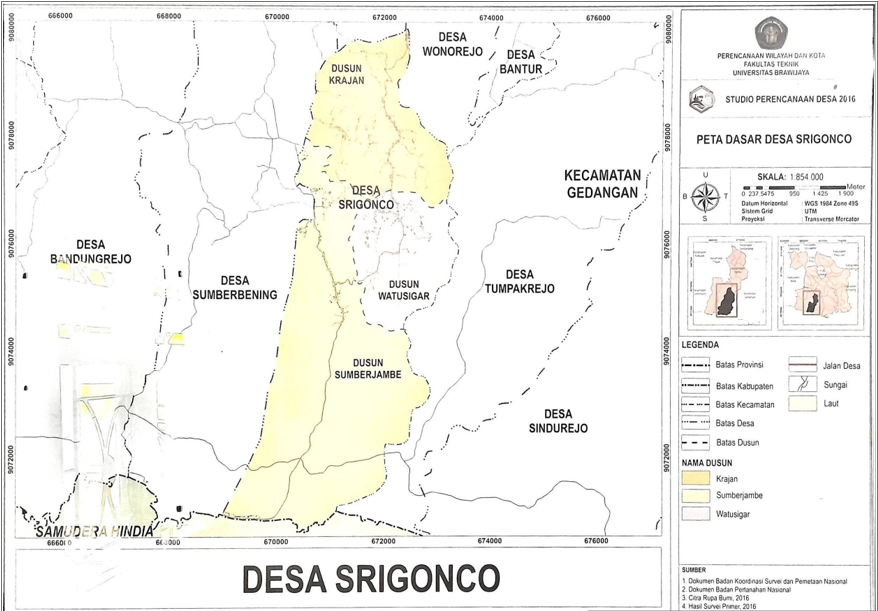 666000
668000
670000
672000
674000
676000
9080000
9078000
9076000
9074000
9072000
DESA
WONOREJO
DESA
BANTUR
DUSUN
KRAJAN
KECAMATAN
GEDANGAN
DESA
SRIGONCO
DESA
BANDUNGREJO
DESA
SUMBERBENING
DUSUN
WATUSIGAR
DESA
TUMPAKREJO
DUSUN
SUMBERJAMBE
DESA
SINDUREJO
SAMUDERA HINDIA
9080000
9078000
9076000
9074000
9072000
666000
668000
670000
672000
674000
676000
DESA SRIGONCO
PERENCANAAN WILAYAH DAN KOTA
FAKULTAS TEKNIK
UNIVERSITAS BRAWIJAYA
STUDIO PERENCANAAN DESA 2016
PETA DASAR DESA SRIGONCO
U
B T
S
SKALA: 1:854.000
0 237,5475 950 1.425 1.900 Meter
Datum Horizontal : WGS 1984 Zone 49S
Sistem Grid : UTM
Proyeksi : Transverse Mercator
LEGENDA
Batas Provinsi
Batas Kabupaten
Batas Kecamatan
Batas Desa
Batas Dusun
Jalan Desa
Sungai
Laut
NAMA DUSUN
Krajan
Sumberjambe
Watusigar
SUMBER
1. Dokumen Badan Koordinasi Survei dan Pemetaan Nasional
2. Dokumen Badan Pertanahan Nasional
3. Citra Rupa Bumi, 2016
4. Hasil Survei Primer, 2016